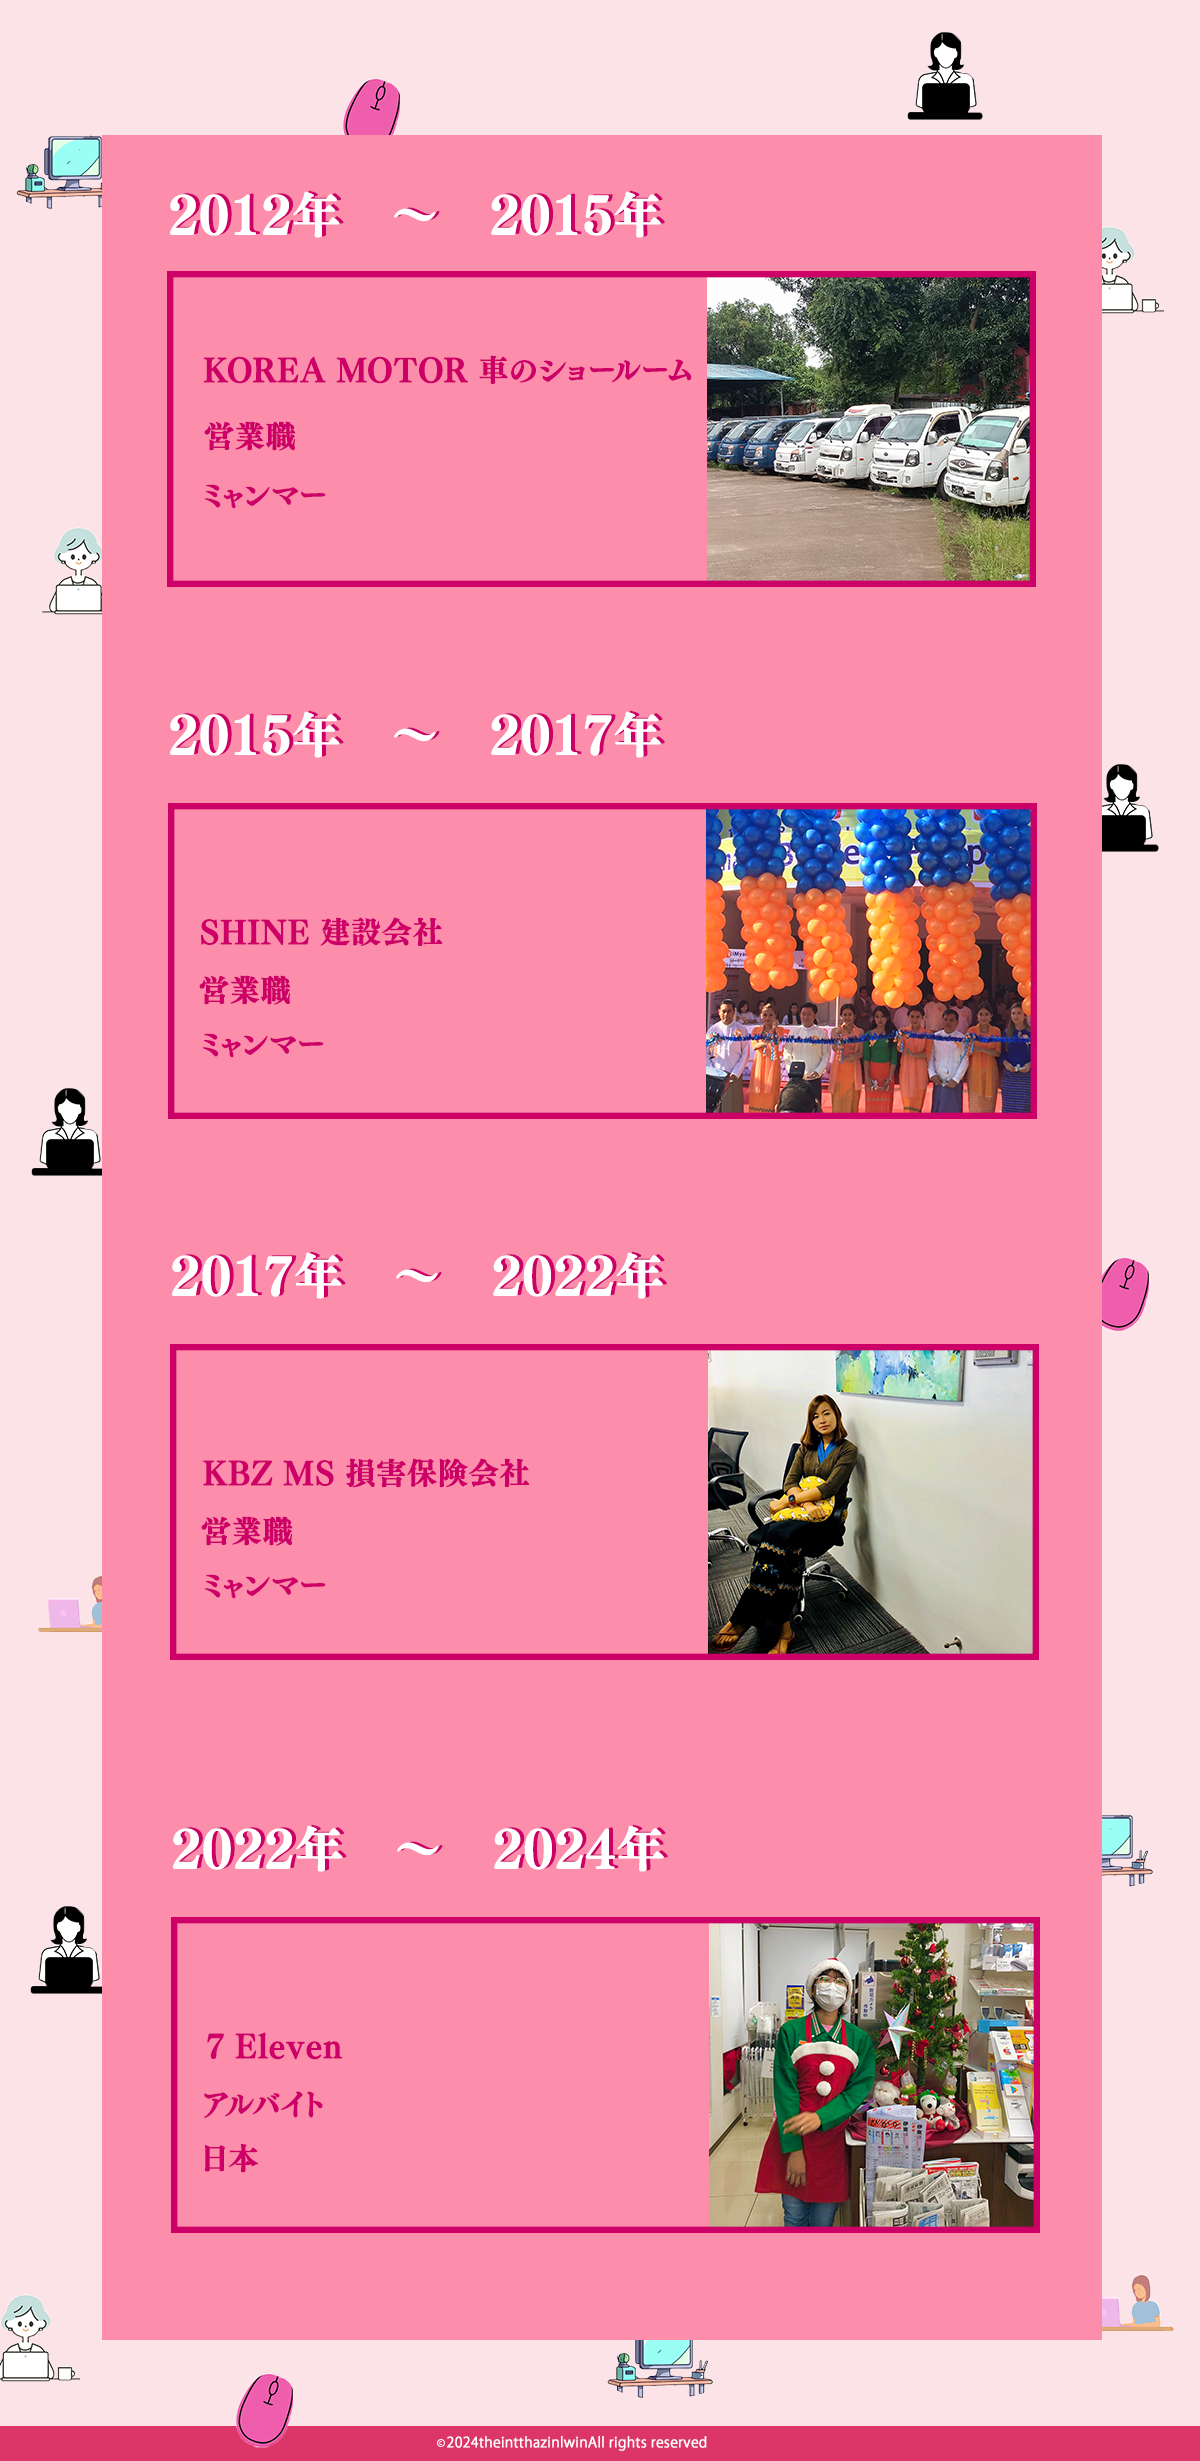 2012年　～　2015年
KOREA MOTOR 車のショールーム
営業職
ミャンマー
2015年　～　2017年
SHINE 建設会社
営業職
ミャンマー
2017年　～　2022年
KBZ MS 損害保険会社
営業職
ミャンマー
2022年　～　2024年
7 Eleven
アルバイト
日本
©2024theintthazinlwinAll rights reserved